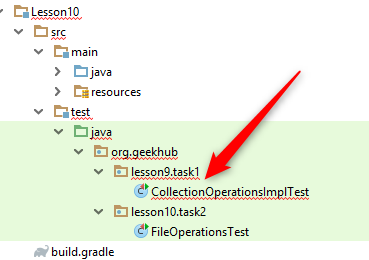 Lesson10
src
main
java
resources
test
java
org.geekhub
lesson9.task1
CollectionOperationsImplTest
lesson10.task2
FileOperationsTest
build.gradle